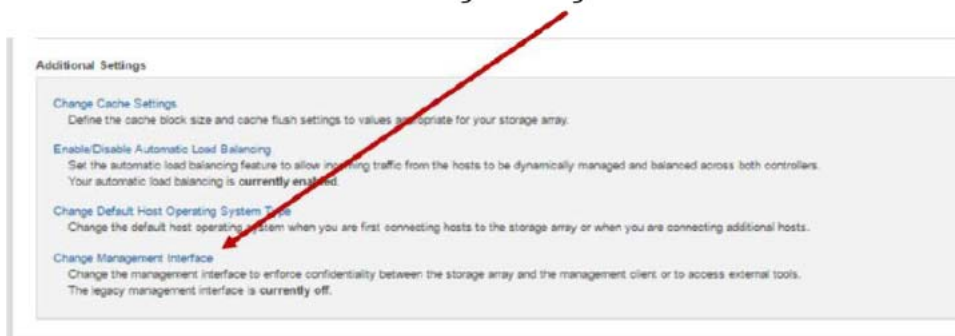 Additional Settings
Change Cache Settings
Define the cache block size and cache flush settings to values appropriate for your storage array.
Enable/Disable Automatic Load Balancing
Set the automatic load balancing feature to allow incoming traffic from the hosts to be dynamically managed and balanced across both controllers.
Your automatic load balancing is currently enabled.
Change Default Host Operating System Type
Change the default host operating system when you are first connecting hosts to the storage array or when you are connecting additional hosts.
Change Management Interface
Change the management interface to enforce confidentiality between the storage array and the management client or to access external tools.
The legacy management interface is currently off.